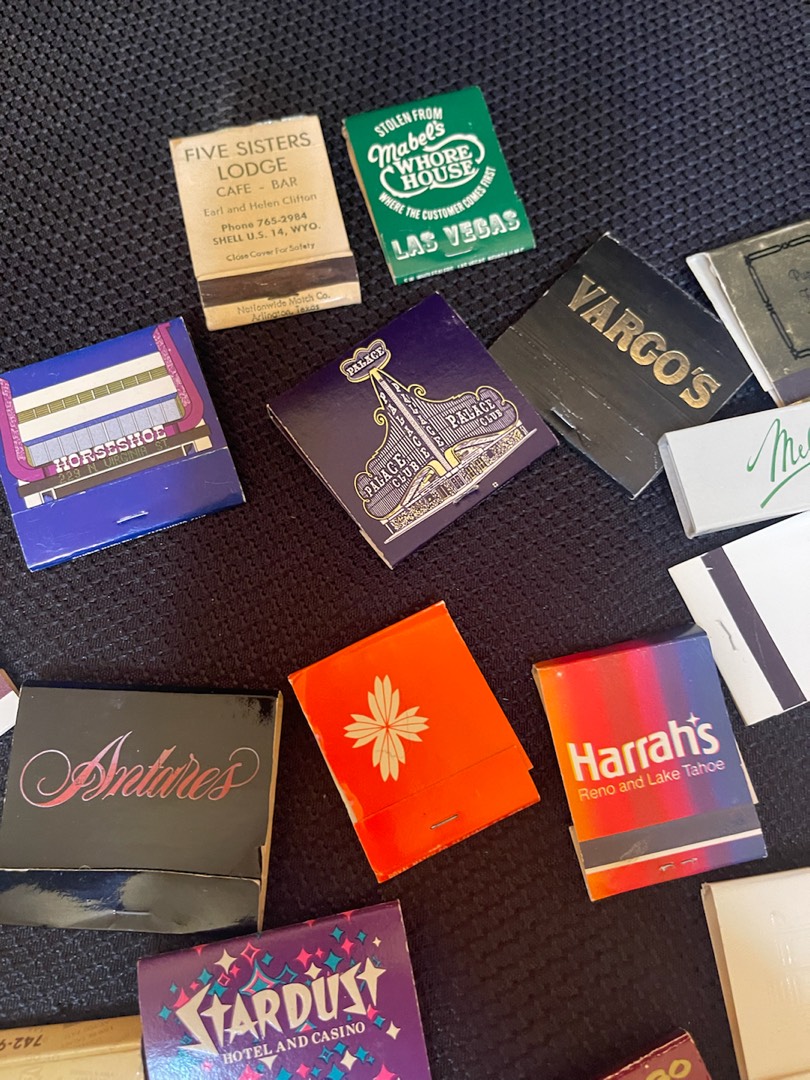 FIVE SISTERS
LODGE
CAFE - BAR
Earl and Helen Clifton
Phone 765-2984
SHELL U.S. 14, WYO.
Close Cover For Safety
Nationwide Match Co.
Arlington, Texas
STOLEN FROM
Mabel's
WHORE
HOUSE
WHERE THE CUSTOMER COMES FIRST
LAS VEGAS
VARGO'S
HORSESHOE
229 N VIRGINIA ST
PALACE
PALACE
PALACE
PALACE
CLUB
PALACE
CLUB
Antares
Harrah's
Reno and Lake Tahoe
STARDUST
HOTEL AND CASINO